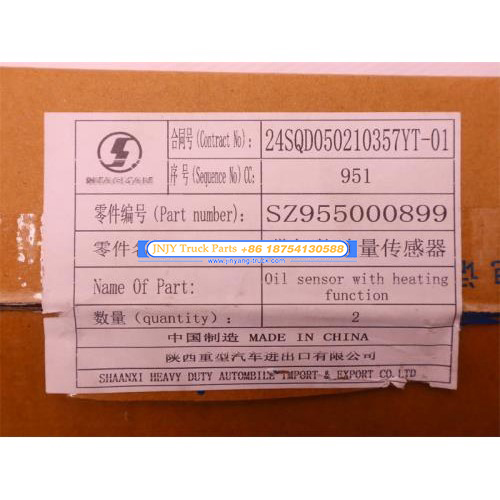 合同号(Contract No): 24SQD050210357YT-01
SHACMAN
序号(Sequence No)CC: 951
零件编号(Part number): SZ955000899
零件 量传感器
JNJY Truck Parts +86 18754130588
www.jnhyang-truck.com
Name Of Part: Oil sensor with heating function
数量(quantity): 2
中国制造 MADE IN CHINA
陕西重型汽车进出口有限公司
SHAANXI HEAVY DUTY AUTOMBILE IMPORT & EXPORT CO.LTD